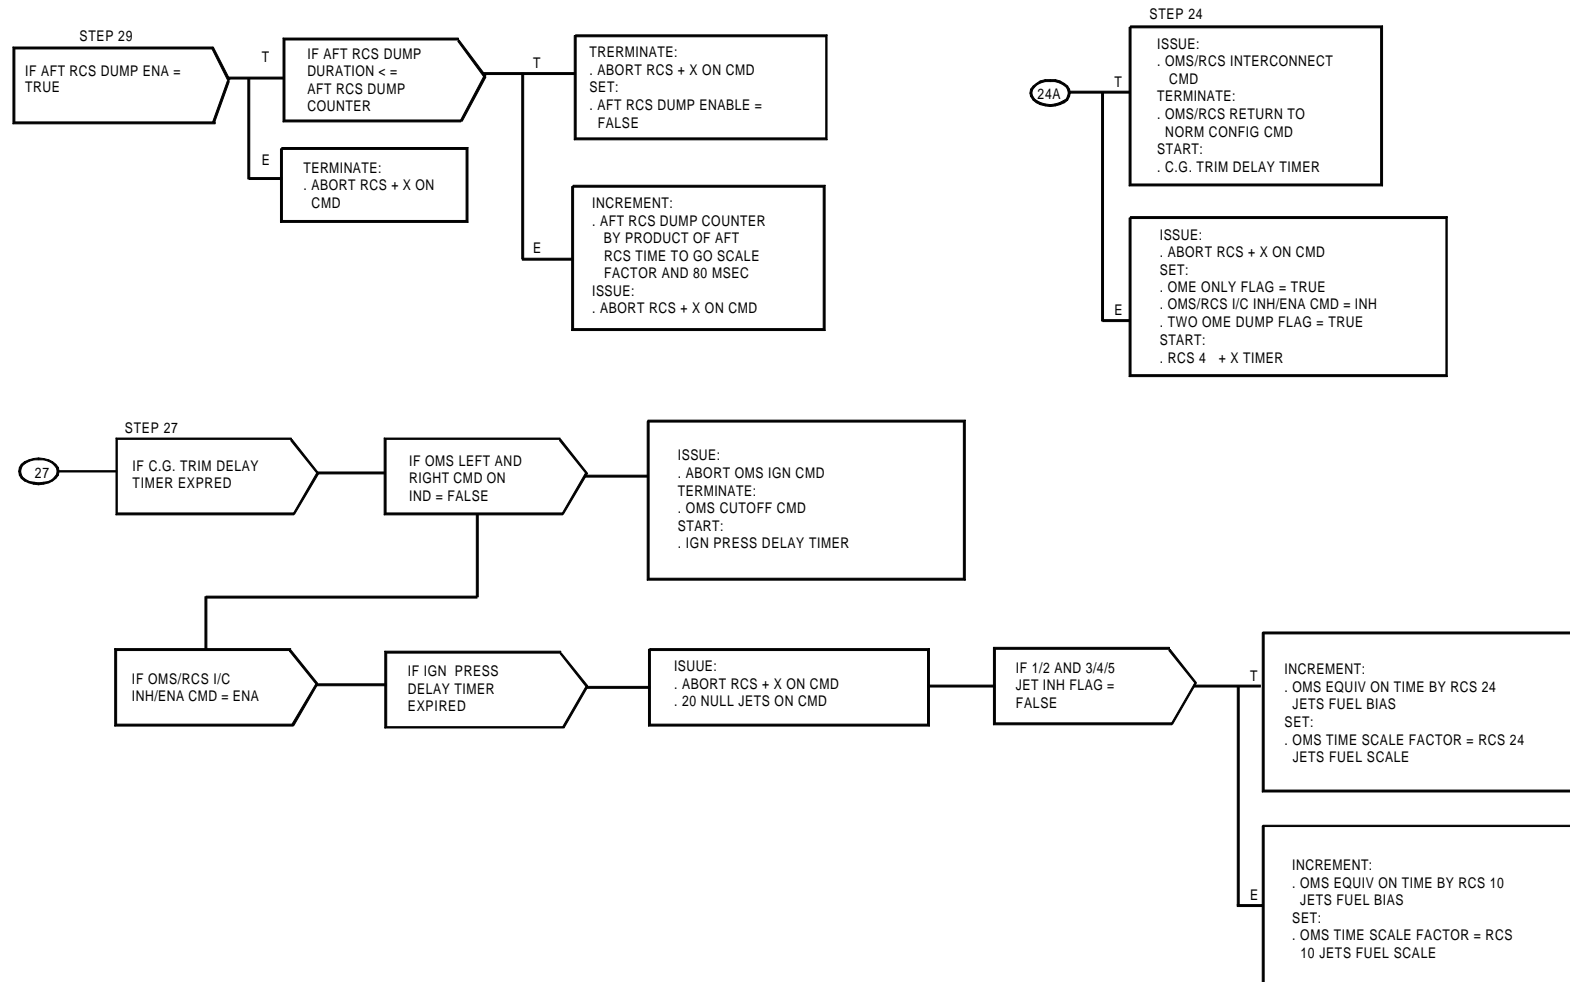 STEP 29
IF AFT RCS DUMP ENA =
TRUE
T
E
IF AFT RCS DUMP
DURATION < =
AFT RCS DUMP
COUNTER
TERMINATE:
. ABORT RCS + X ON
CMD
T
E
TRERMINATE:
. ABORT RCS + X ON CMD
SET:
. AFT RCS DUMP ENABLE =
FALSE
INCREMENT:
. AFT RCS DUMP COUNTER
BY PRODUCT OF AFT
RCS TIME TO GO SCALE
FACTOR AND 80 MSEC
ISSUE:
. ABORT RCS + X ON CMD
STEP 24
24A
T
E
ISSUE:
. OMS/RCS INTERCONNECT
CMD
TERMINATE:
. OMS/RCS RETURN TO
NORM CONFIG CMD
START:
. C.G. TRIM DELAY TIMER
ISSUE:
. ABORT RCS + X ON CMD
SET:
. OME ONLY FLAG = TRUE
. OMS/RCS I/C INH/ENA CMD = INH
. TWO OME DUMP FLAG = TRUE
START:
. RCS 4 + X TIMER
STEP 27
27
IF C.G. TRIM DELAY
TIMER EXPRED
IF OMS LEFT AND
RIGHT CMD ON
IND = FALSE
ISSUE:
. ABORT OMS IGN CMD
TERMINATE:
. OMS CUTOFF CMD
START:
. IGN PRESS DELAY TIMER
IF OMS/RCS I/C
INH/ENA CMD = ENA
IF IGN PRESS
DELAY TIMER
EXPIRED
ISUUE:
. ABORT RCS + X ON CMD
. 20 NULL JETS ON CMD
IF 1/2 AND 3/4/5
JET INH FLAG =
FALSE
T
E
INCREMENT:
. OMS EQUIV ON TIME BY RCS 24
JETS FUEL BIAS
SET:
. OMS TIME SCALE FACTOR = RCS 24
JETS FUEL SCALE
INCREMENT:
. OMS EQUIV ON TIME BY RCS 10
JETS FUEL BIAS
SET:
. OMS TIME SCALE FACTOR = RCS
10 JETS FUEL SCALE